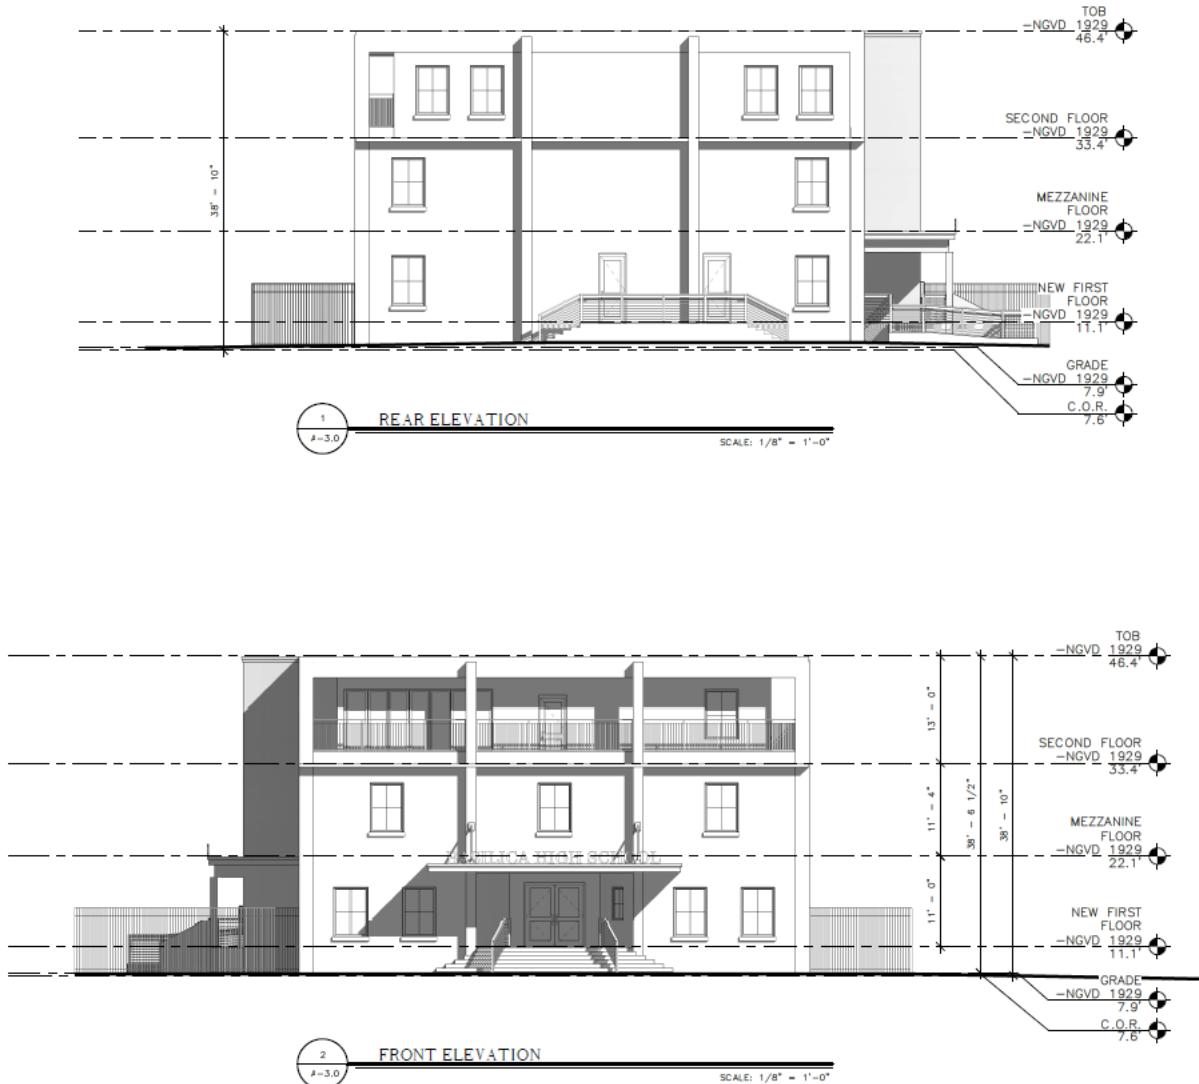 TOB
-NGVD 1929
46.4'
SECOND FLOOR
-NGVD 1929
33.4'
38' - 10"
MEZZANINE
FLOOR
-NGVD 1929
22.1'
NEW FIRST
FLOOR
-NGVD 1929
11.1'
GRADE
-NGVD 1929
7.9'
C.O.R.
7.6'
1
A-3.0
REAR ELEVATION
SCALE: 1/8" = 1'-0"
TOB
-NGVD 1929
46.4'
13' - 0"
SECOND FLOOR
-NGVD 1929
33.4'
11' - 4"
38' - 6 1/2"
38' - 10"
MEZZANINE
FLOOR
-NGVD 1929
22.1'
HIGH SCHOOL
11' - 0"
NEW FIRST
FLOOR
-NGVD 1929
11.1'
GRADE
-NGVD 1929
7.9'
C.O.R.
7.6'
2
A-3.0
FRONT ELEVATION
SCALE: 1/8" = 1'-0"